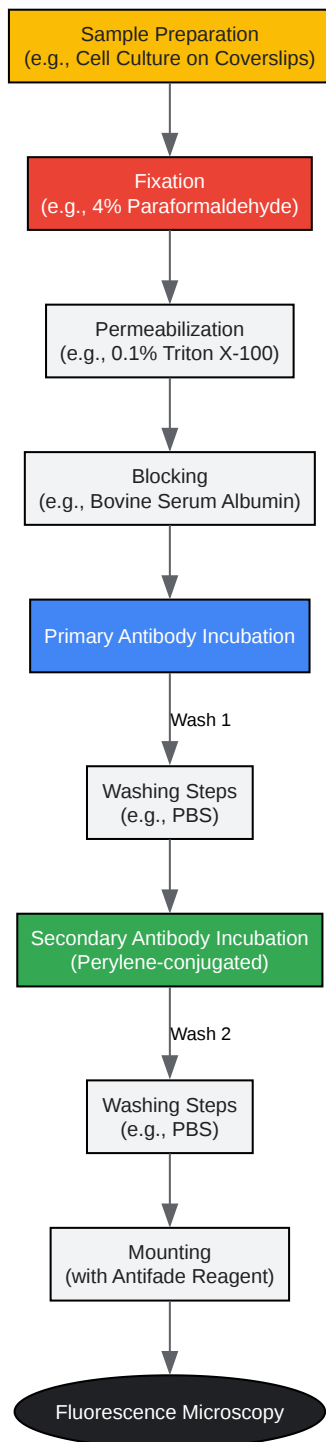 Sample Preparation
(e.g., Cell Culture on Coverslips)
Fixation
(e.g., 4% Paraformaldehyde)
Permeabilization
(e.g., 0.1% Triton X-100)
Blocking
(e.g., Bovine Serum Albumin)
Primary Antibody Incubation
Wash 1
Washing Steps
(e.g., PBS)
Secondary Antibody Incubation
(Perylene-conjugated)
Wash 2
Washing Steps
(e.g., PBS)
Mounting
(with Antifade Reagent)
Fluorescence Microscopy